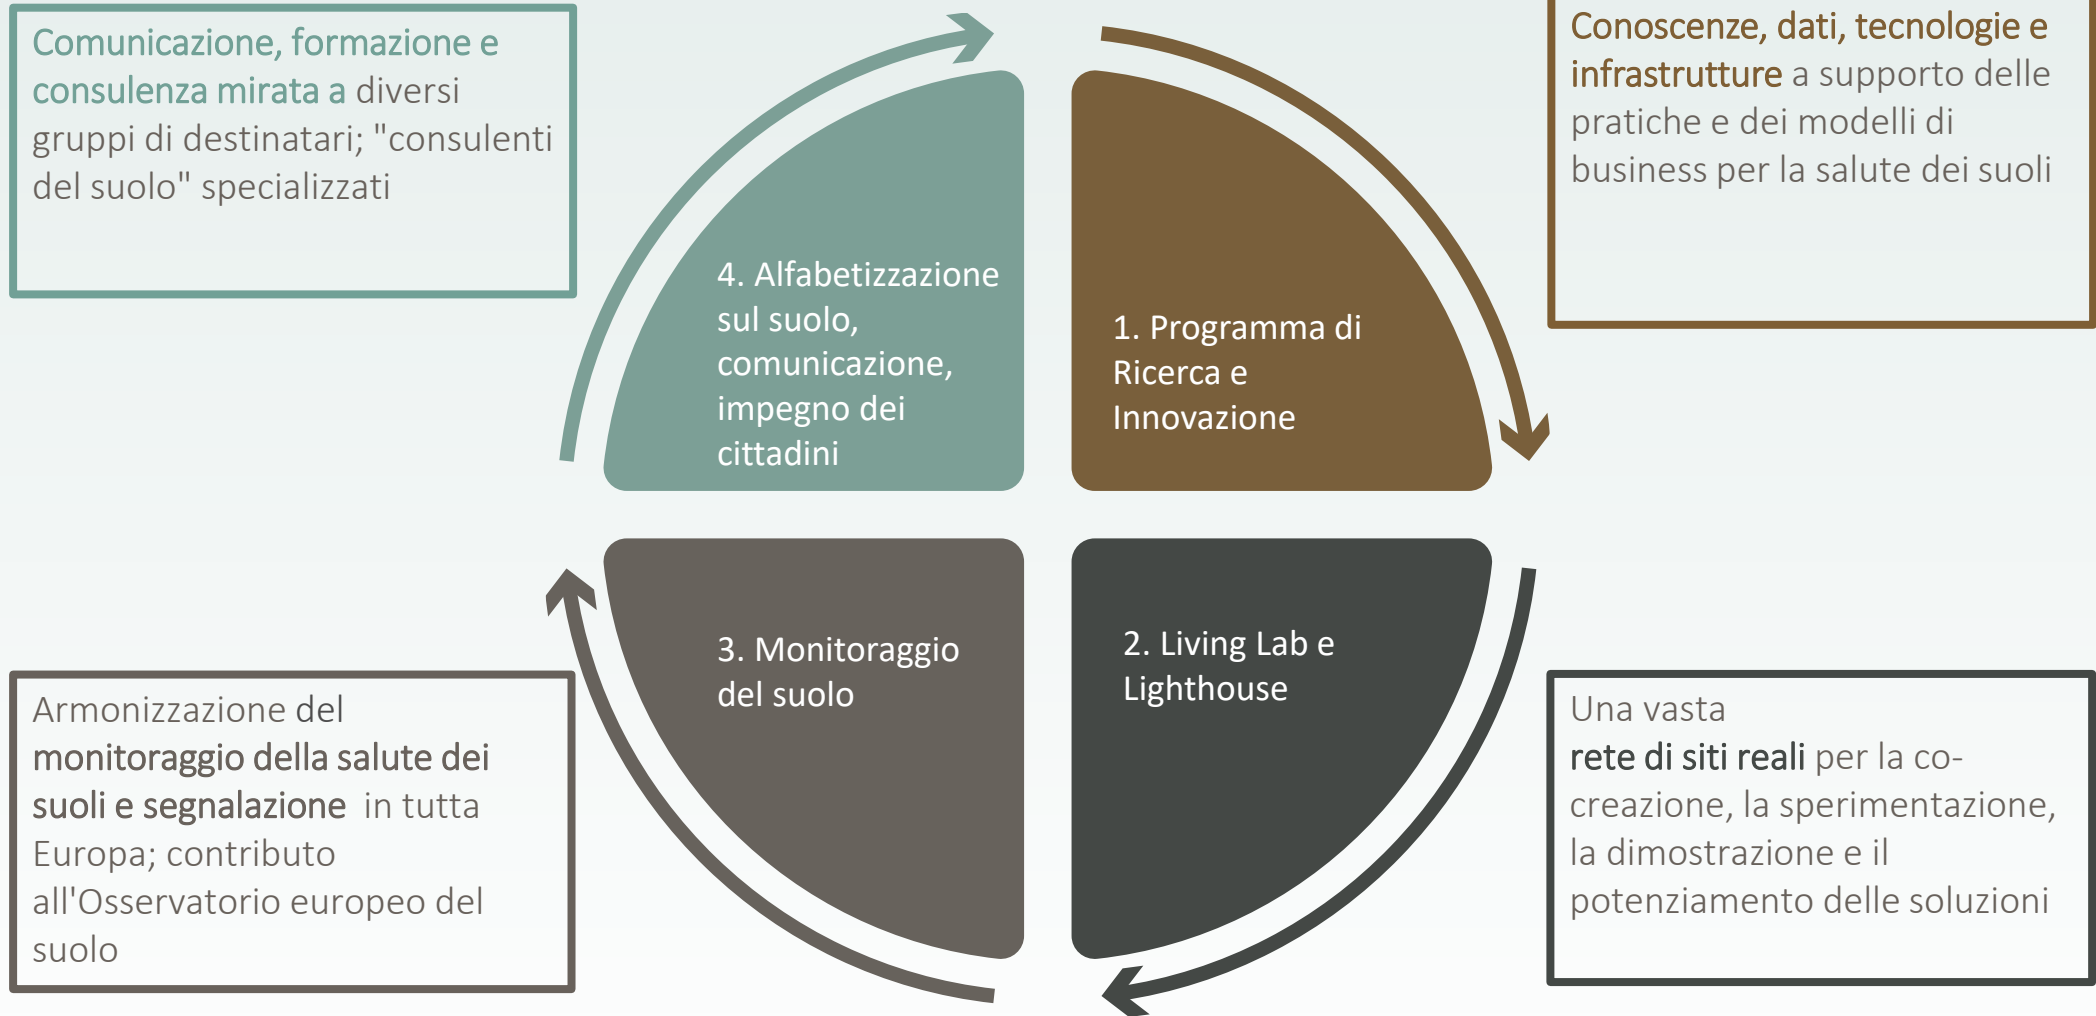 Comunicazione, formazione e
consulenza mirata a diversi
gruppi di destinatari; "consulenti
del suolo" specializzati
4. Alfabetizzazione
sul suolo,
comunicazione,
impegno dei
cittadini
1. Programma di
Ricerca e
Innovazione
Conoscenze, dati, tecnologie e
infrastrutture a supporto delle
pratiche e dei modelli di
business per la salute dei suoli
Armonizzazione del
monitoraggio della salute dei
suoli e segnalazione in tutta
Europa; contributo
all'Osservatorio europeo del
suolo
3. Monitoraggio
del suolo
2. Living Lab e
Lighthouse
Una vasta
rete di siti reali per la co-
creazione, la sperimentazione,
la dimostrazione e il
potenziamento delle soluzioni